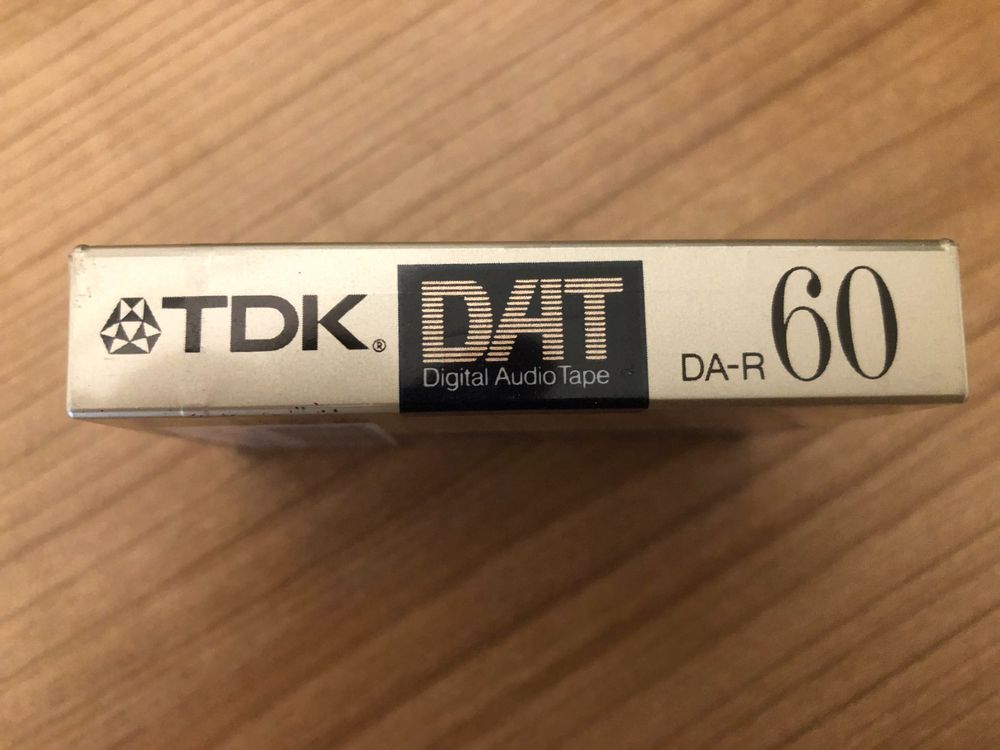 TDK®
DAT
Digital Audio Tape
DA-R 60